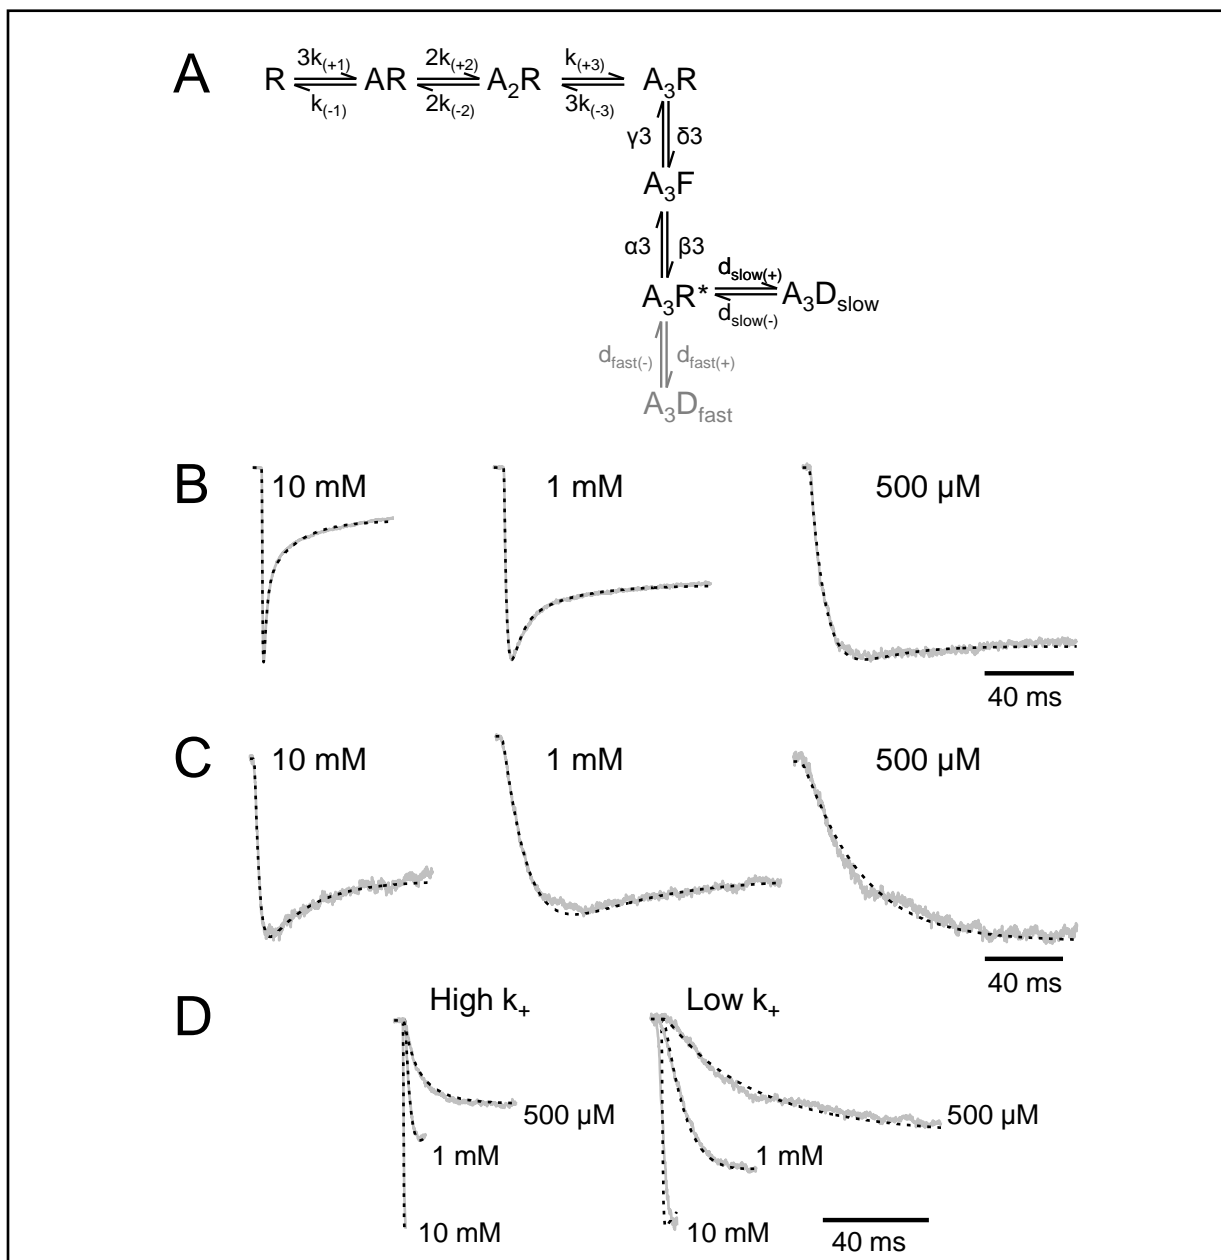 A
3k(+1) 2k(+2) k(+3)
R AR A2R A3R
k(-1) 2k(-2) 3k(-3)
γ3 δ3
A3F
α3 β3
dslow(+)
A3R* A3Dslow
dslow(-)
dfast(-) dfast(+)
A3Dfast
B
10 mM 1 mM 500 µM
40 ms
C
10 mM 1 mM 500 µM
40 ms
D
High k+ Low k+
500 µM 500 µM
1 mM 1 mM
10 mM 10 mM
40 ms